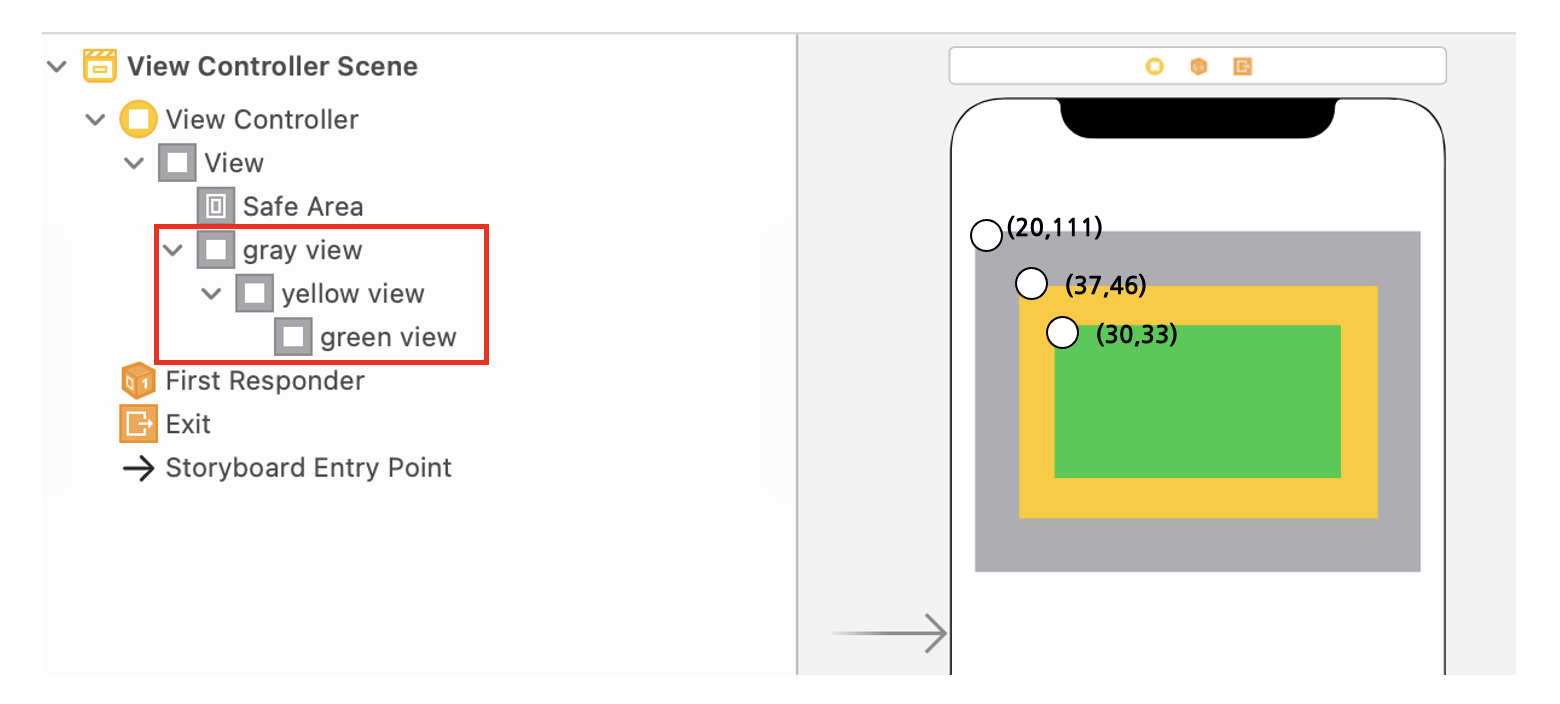 View Controller Scene
View Controller
View
Safe Area
gray view
yellow view
green view
First Responder
Exit
Storyboard Entry Point
(20,111)
(37,46)
(30,33)